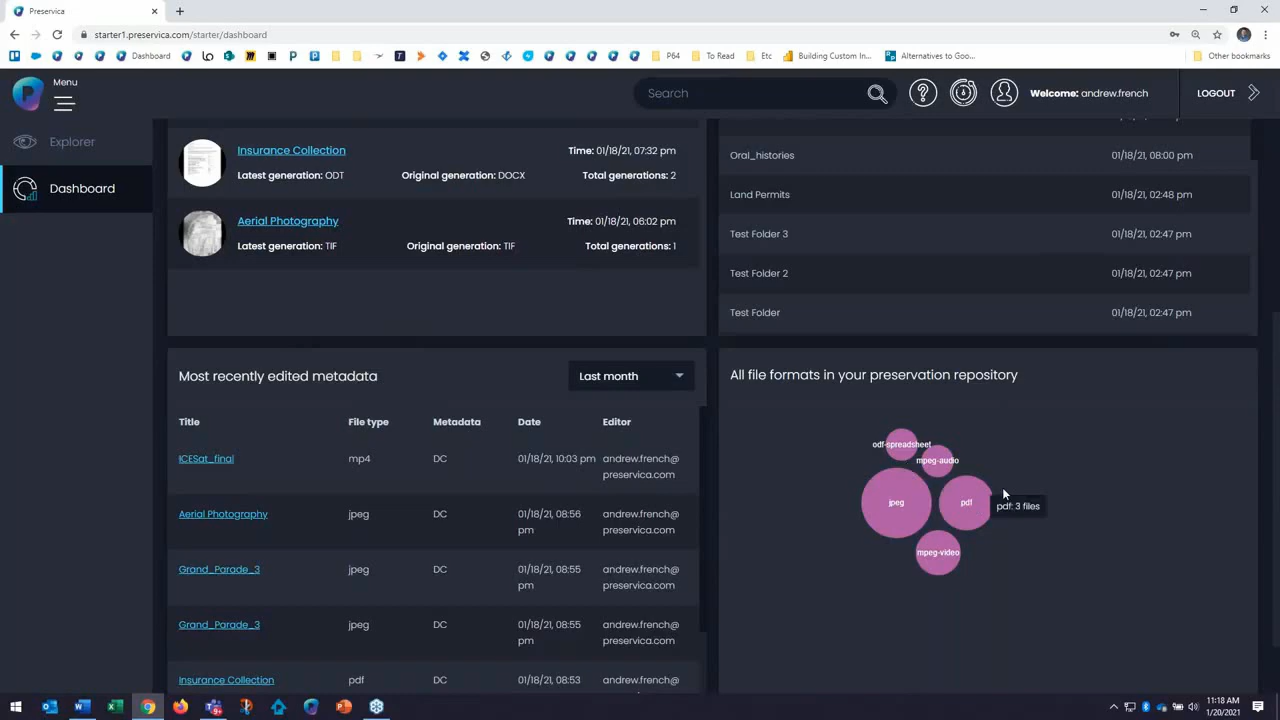 Preservica
starter1.preservica.com/starter/dashboard
Dashboard
P64
To Read
Etc
Building Custom In...
Alternatives to Goo...
Other bookmarks
Menu
Search
Welcome: andrew.french
LOGOUT
Explorer
Dashboard
Insurance Collection
Time: 01/18/21, 07:32 pm
Latest generation: ODT
Original generation: DOCX
Total generations: 2
Aerial Photography
Time: 01/18/21, 06:02 pm
Latest generation: TIF
Original generation: TIF
Total generations: 1
Oral_histories 01/18/21, 08:00 pm
Land Permits 01/18/21, 02:48 pm
Test Folder 3 01/18/21, 02:47 pm
Test Folder 2 01/18/21, 02:47 pm
Test Folder 01/18/21, 02:47 pm
Most recently edited metadata
Last month
Title File type Metadata Date Editor
ICESat_final mp4 DC 01/18/21, 10:03 pm andrew.french@
preservica.com
Aerial Photography jpeg DC 01/18/21, 08:56 andrew.french@
pm preservica.com
Grand_Parade_3 jpeg DC 01/18/21, 08:55 andrew.french@
pm preservica.com
Grand_Parade_3 jpeg DC 01/18/21, 08:55 andrew.french@
pm preservica.com
Insurance Collection pdf DC 01/18/21, 08:53 andrew.french@
All file formats in your preservation repository
odf-spreadsheet
mpeg-audio
jpeg
pdf
pdf: 3 files
mpeg-video
11:18 AM
1/20/2021